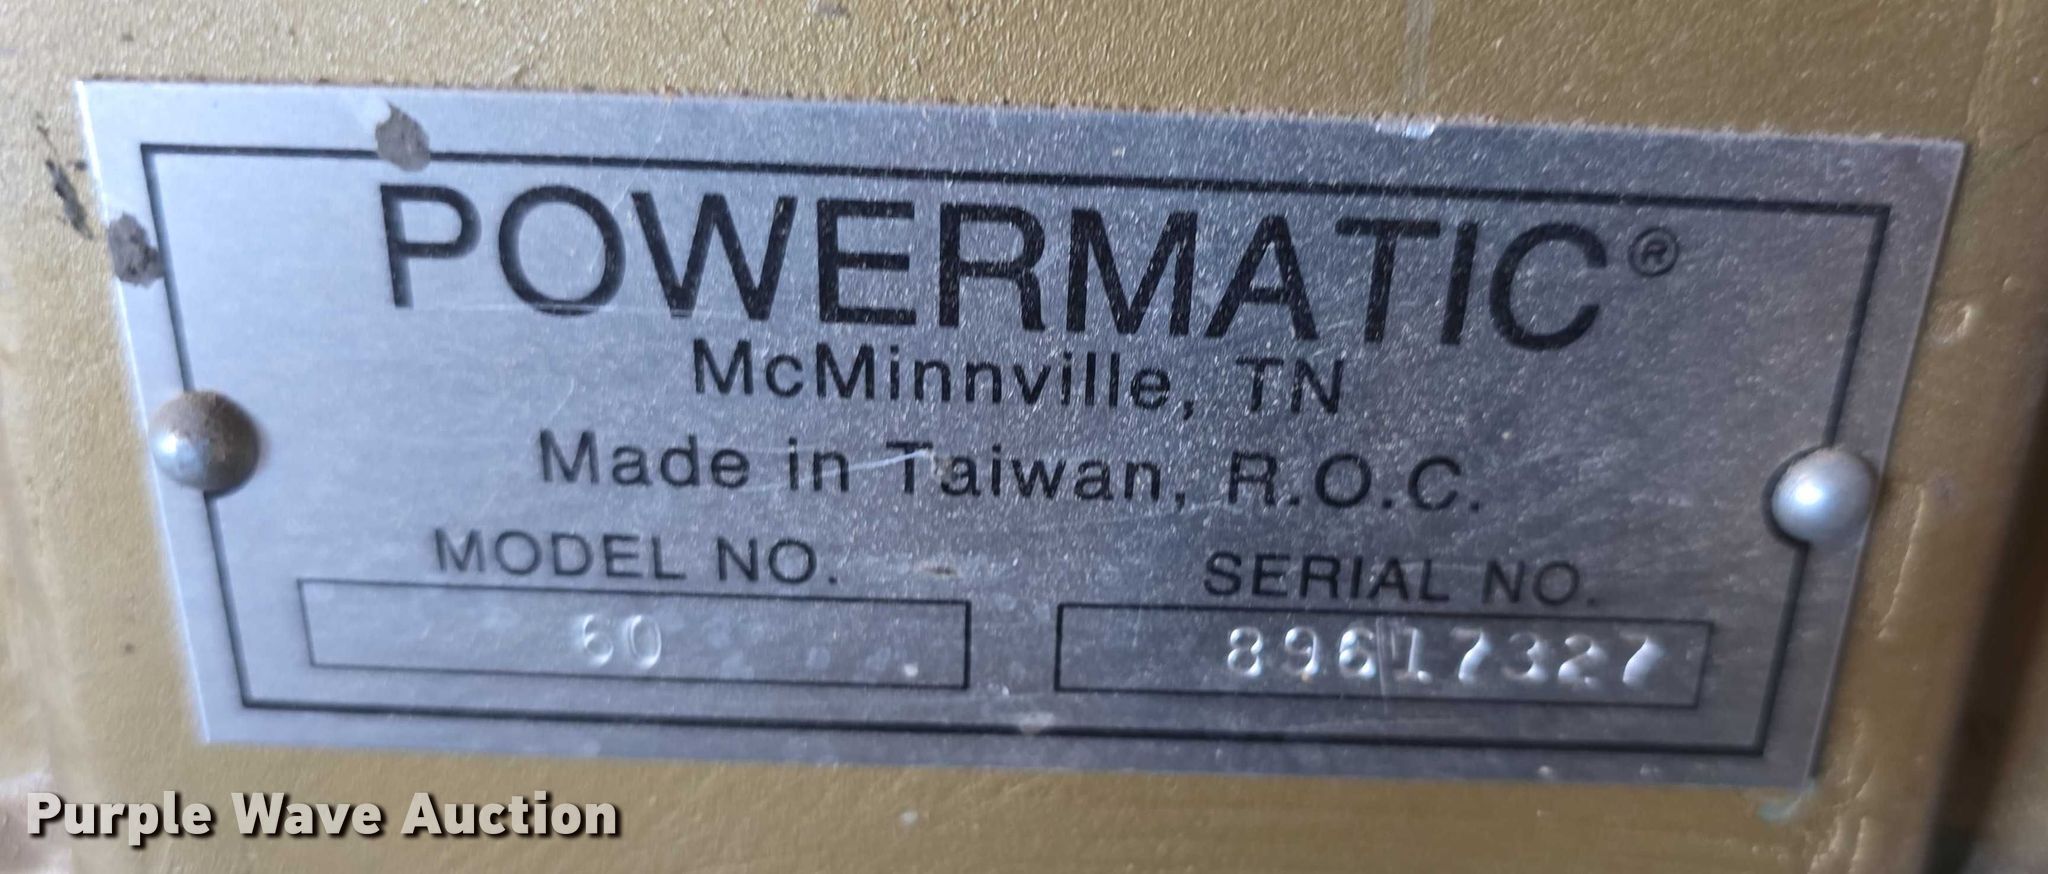 POWERMATIC®
McMinnville, TN
Made in Taiwan, R.O.C.
MODEL NO. SERIAL NO.
60 89617327
Purple Wave Auction